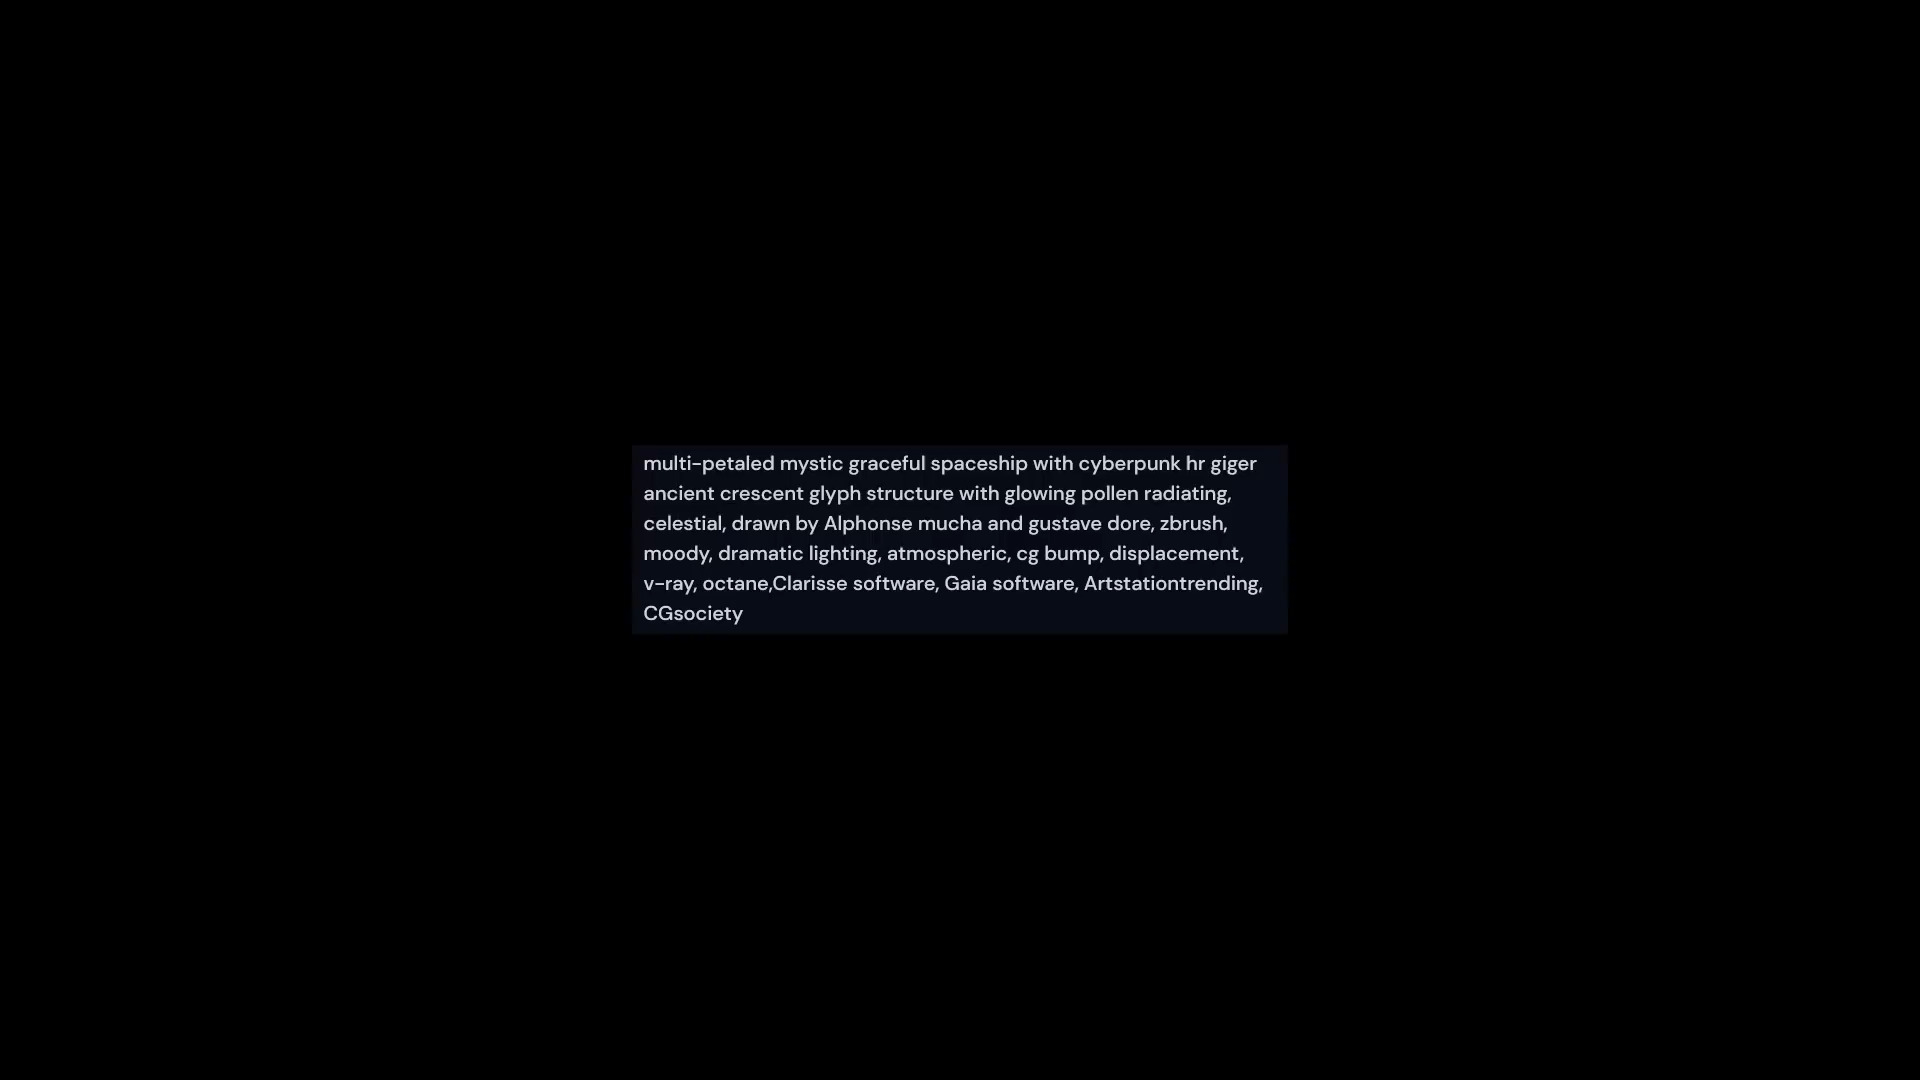 multi-petaled mystic graceful spaceship with cyberpunk hr giger
ancient crescent glyph structure with glowing pollen radiating,
celestial, drawn by Alphonse mucha and gustave dore, zbrush,
moody, dramatic lighting, atmospheric, cg bump, displacement,
v-ray, octane,Clarisse software, Gaia software, Artstationtrending,
CGsociety